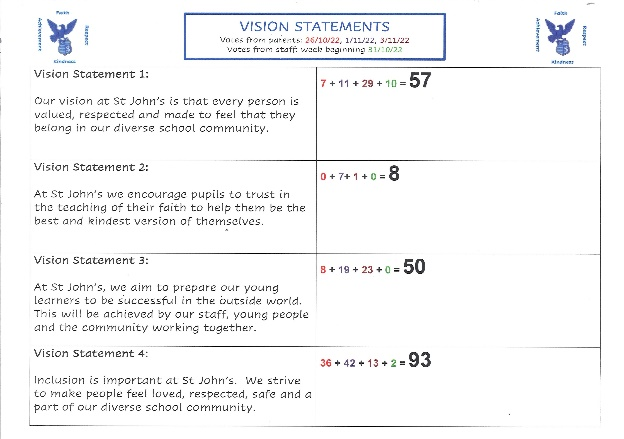 Faith
Achievement
Respect
Kindness
VISION STATEMENTS
Votes from parents: 26/10/22, 1/11/22, 3/11/22
Votes from staff: week beginning 31/10/22
Faith
Achievement
Respect
Kindness
Vision Statement 1:
Our vision at St John's is that every person is
valued, respected and made to feel that they
belong in our diverse school community.
7 + 11 + 29 + 10 = 57
Vision Statement 2:
At St John's we encourage pupils to trust in
the teaching of their faith to help them be the
best and kindest version of themselves.
0 + 7+ 1 + 0 = 8
Vision Statement 3:
At St John's, we aim to prepare our young
learners to be successful in the outside world.
This will be achieved by our staff, young people
and the community working together.
8 + 19 + 23 + 0 = 50
Vision Statement 4:
Inclusion is important at St John's. We strive
to make people feel loved, respected, safe and a
part of our diverse school community.
36 + 42 + 13 + 2 = 93